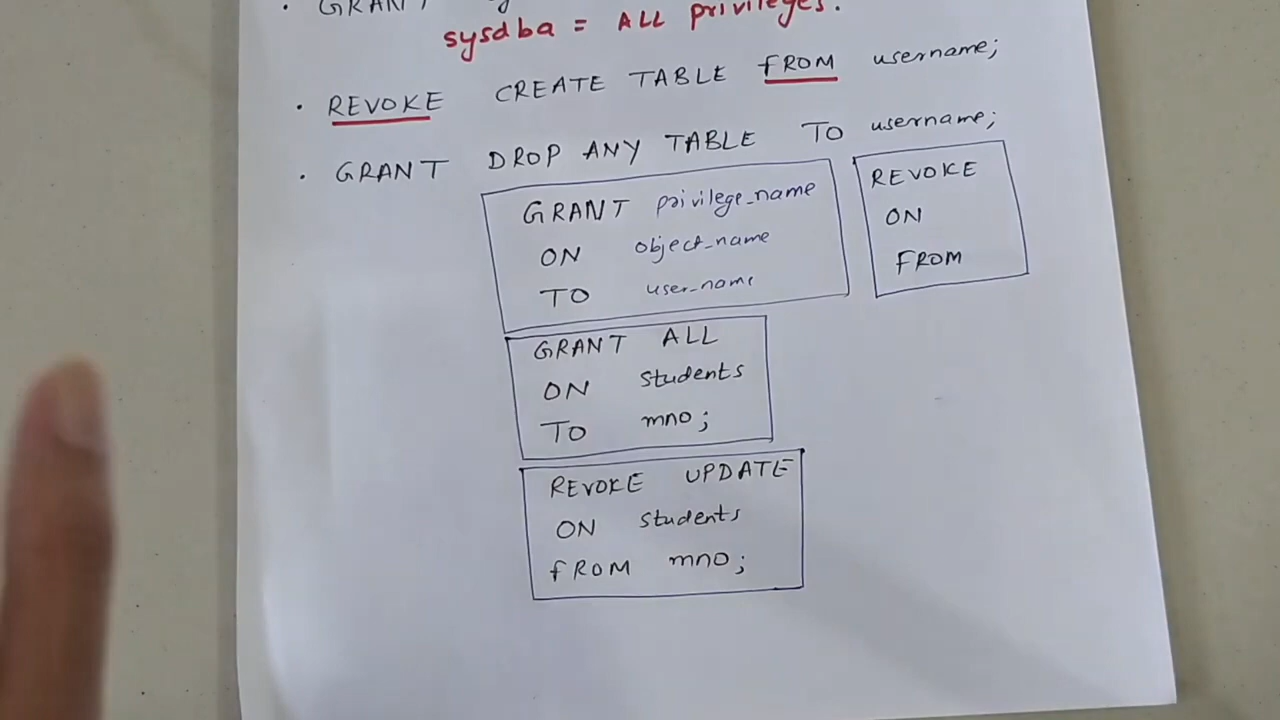 · GRANT
sysdba = ALL privileges.
· REVOKE CREATE TABLE FROM username;
· GRANT DROP ANY TABLE TO username;
GRANT privilege_name
ON object_name
TO user_name
REVOKE
ON
FROM
GRANT ALL
ON students
TO mno;
REVOKE UPDATE
ON students
FROM mno;